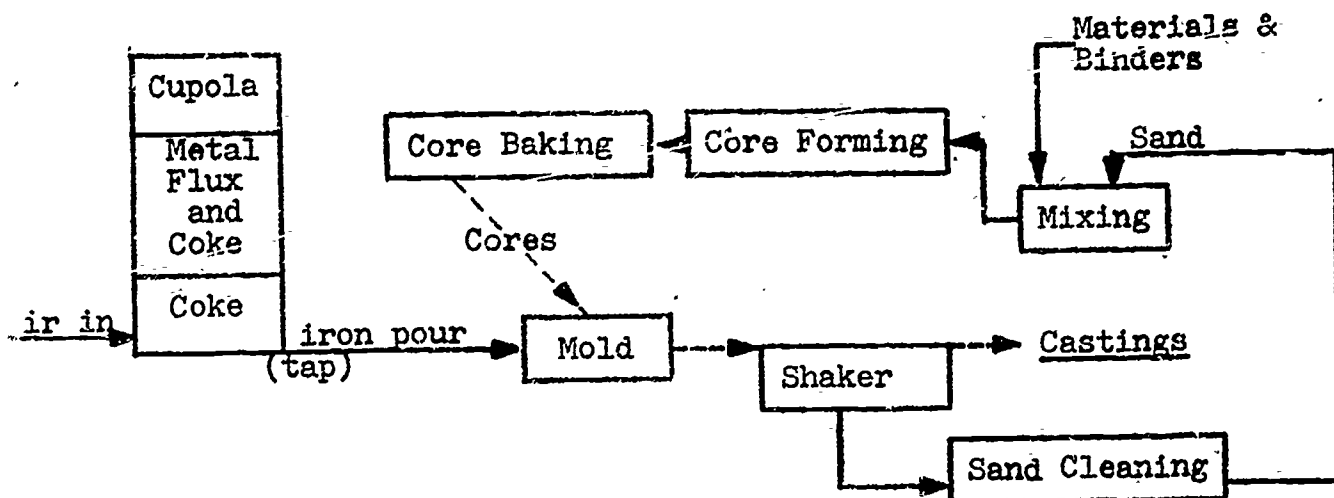 Materials &
Binders
Cupola
Metal
Flux
and
Coke
Core Baking
Core Forming
Sand
Mixing
Cores
Coke
ir in
iron pour
(tap)
Mold
Castings
Shaker
Sand Cleaning